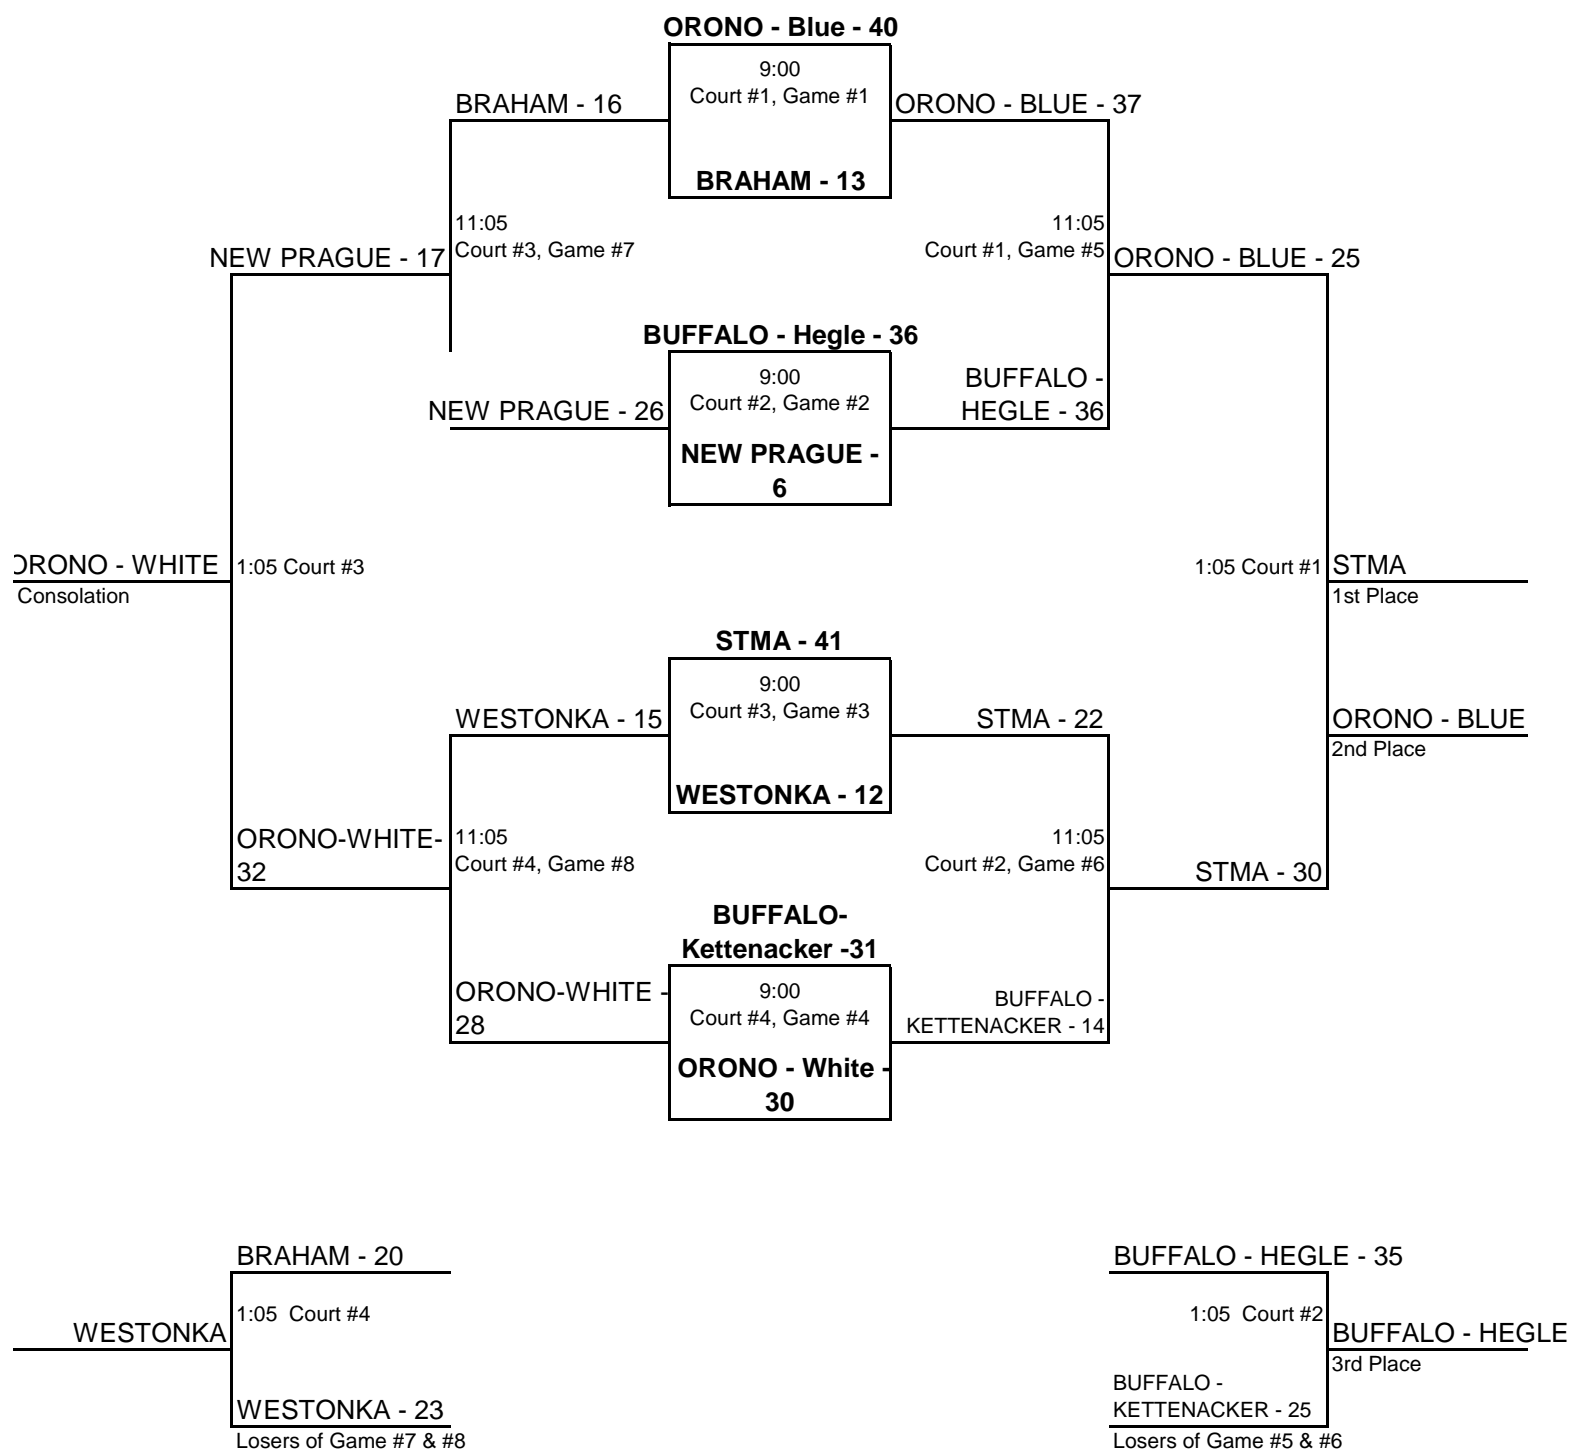 ORONO - Blue - 40
9:00
Court #1, Game #1
BRAHAM - 16
ORONO - BLUE - 37
BRAHAM - 13
11:05
Court #3, Game #7
11:05
Court #1, Game #5
NEW PRAGUE - 17
ORONO - BLUE - 25
BUFFALO - Hegle - 36
9:00
Court #2, Game #2
NEW PRAGUE - 26
BUFFALO -
HEGLE - 36
NEW PRAGUE -
6
ORONO - WHITE
Consolation
1:05 Court #3
1:05 Court #1
STMA
1st Place
STMA - 41
9:00
Court #3, Game #3
WESTONKA - 15
STMA - 22
ORONO - BLUE
2nd Place
WESTONKA - 12
ORONO-WHITE-
32
11:05
Court #4, Game #8
11:05
Court #2, Game #6
STMA - 30
BUFFALO-
Kettenacker -31
ORONO-WHITE -
28
9:00
Court #4, Game #4
BUFFALO -
KETTENACKER - 14
ORONO - White -
30
BRAHAM - 20
1:05  Court #4
WESTONKA
WESTONKA - 23
Losers of Game #7 & #8
BUFFALO - HEGLE - 35
1:05  Court #2
BUFFALO - HEGLE
3rd Place
BUFFALO -
KETTENACKER - 25
Losers of Game #5 & #6